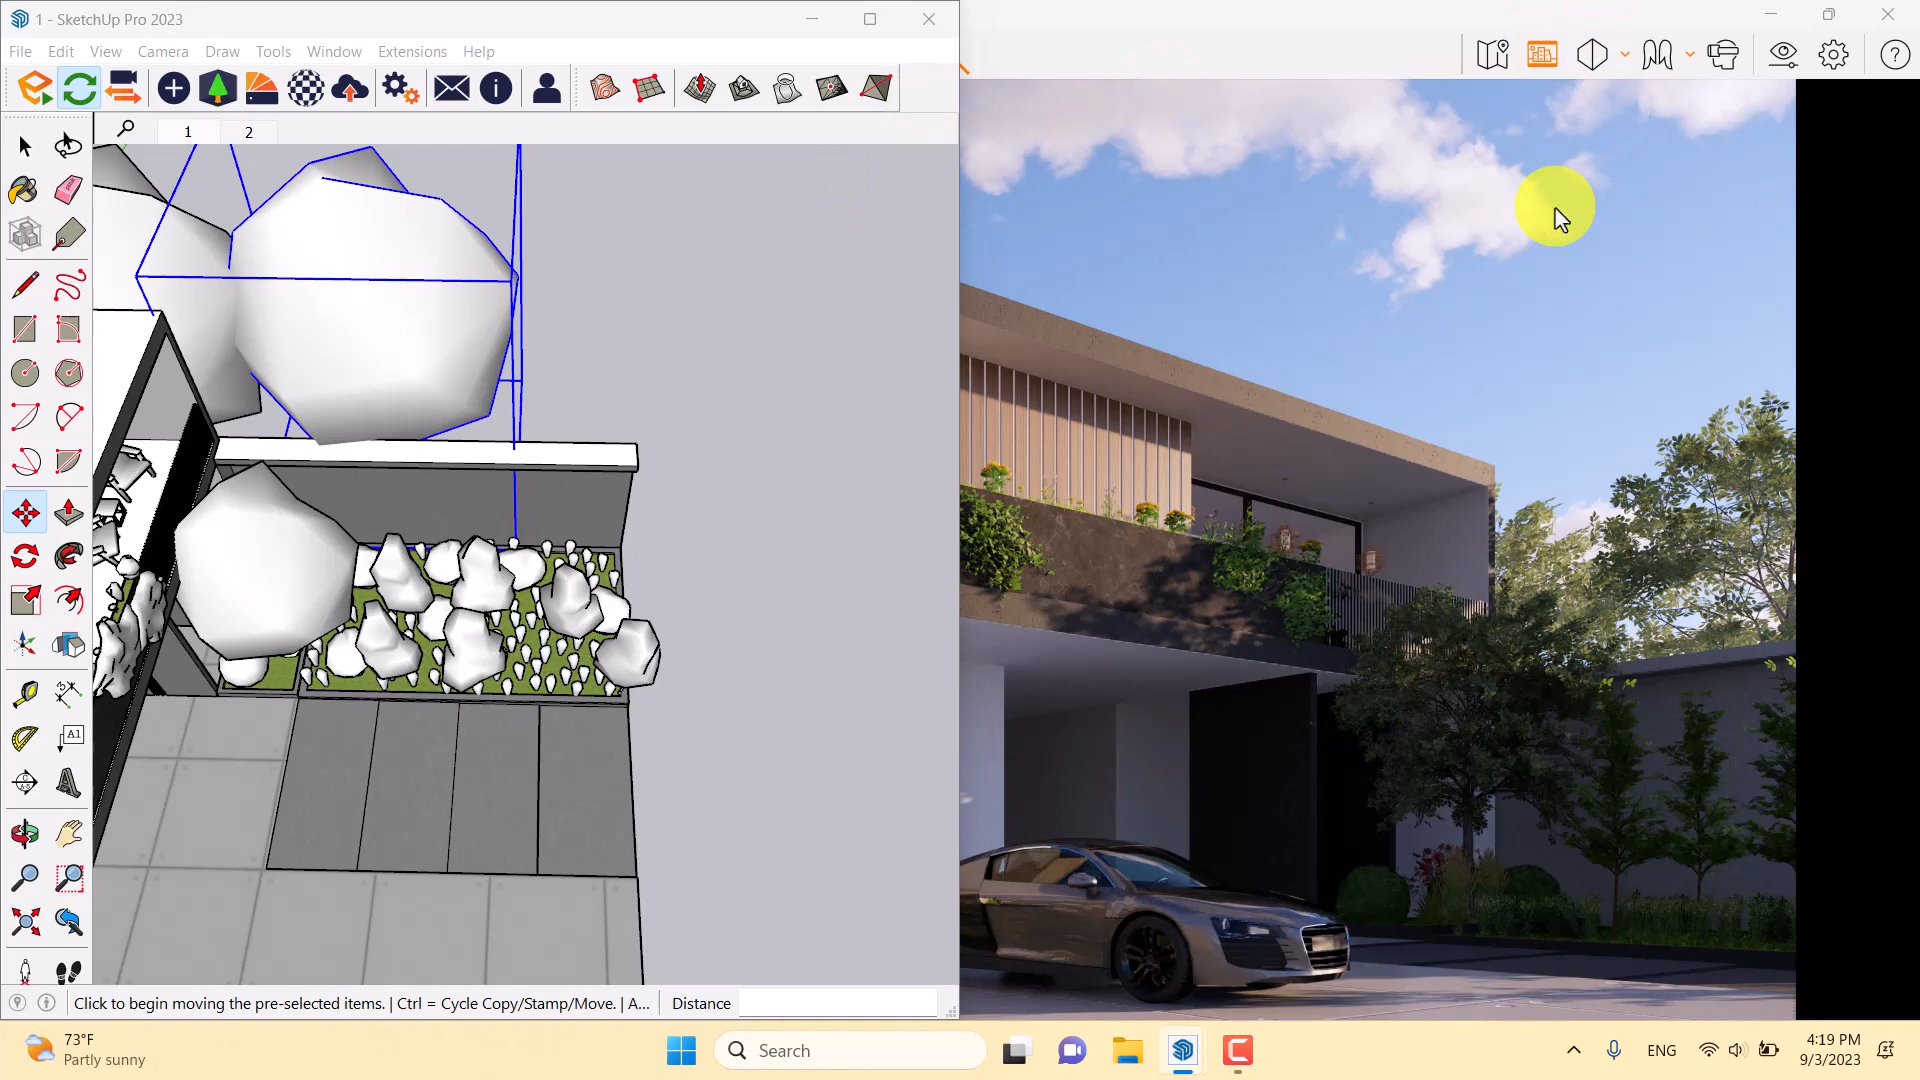 1 - SketchUp Pro 2023
File Edit View Camera Draw Tools Window Extensions Help
1 2
A1
Click to begin moving the pre-selected items. | Ctrl = Cycle Copy/Stamp/Move. | A... Distance
73°F
Partly sunny
Search
ENG
4:19 PM
9/3/2023